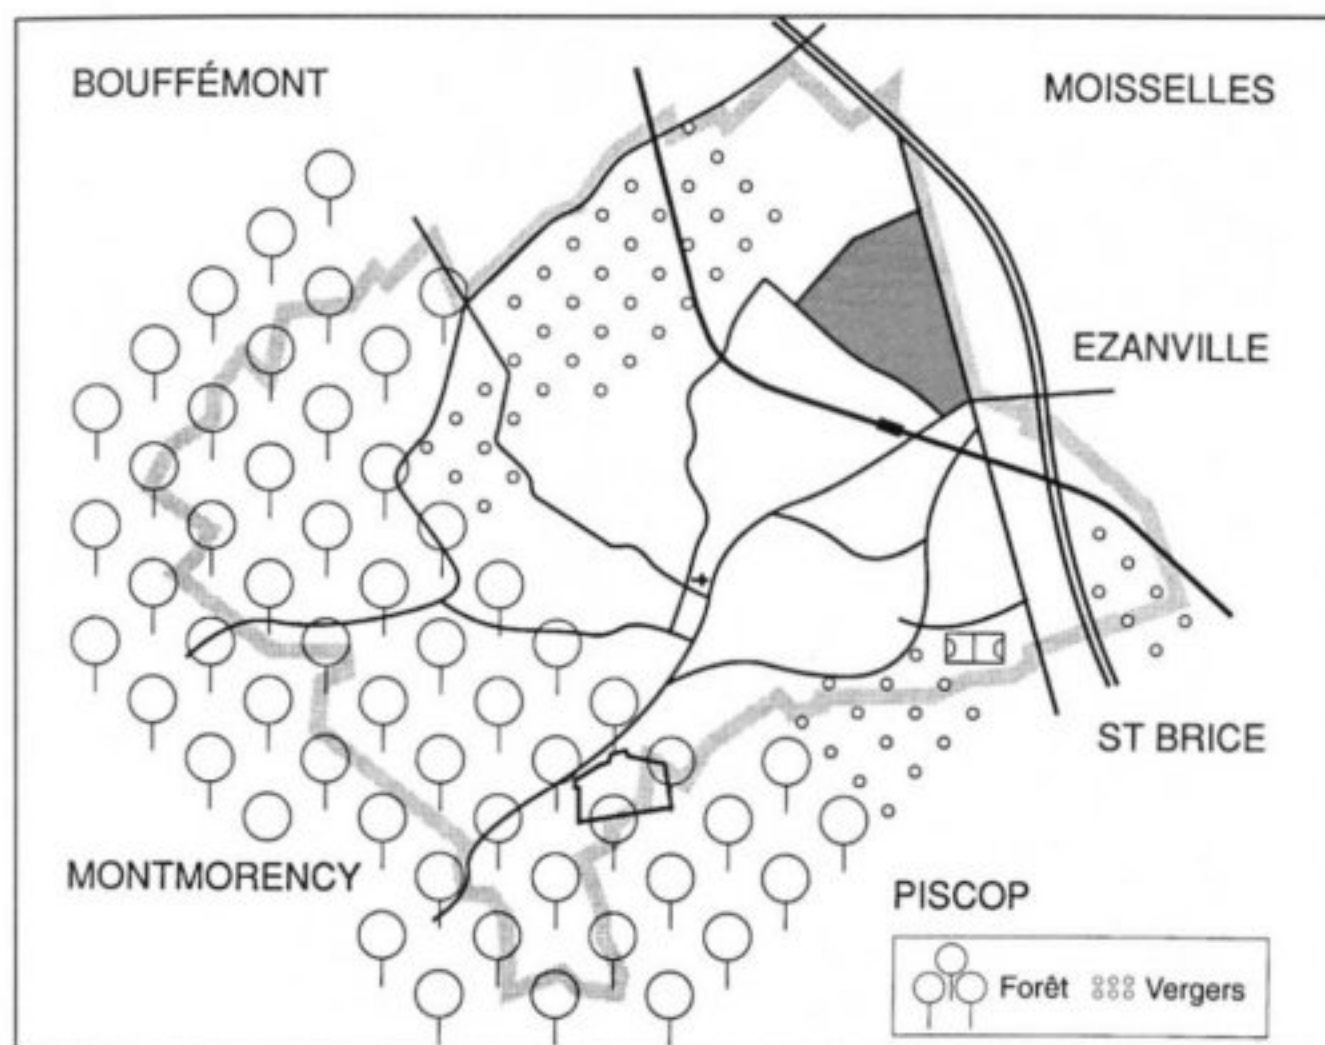 BOUFFÉMONT
MOISSELLES
EZANVILLE
ST BRICE
MONTMORENCY
PISCOP
Forêt
Vergers